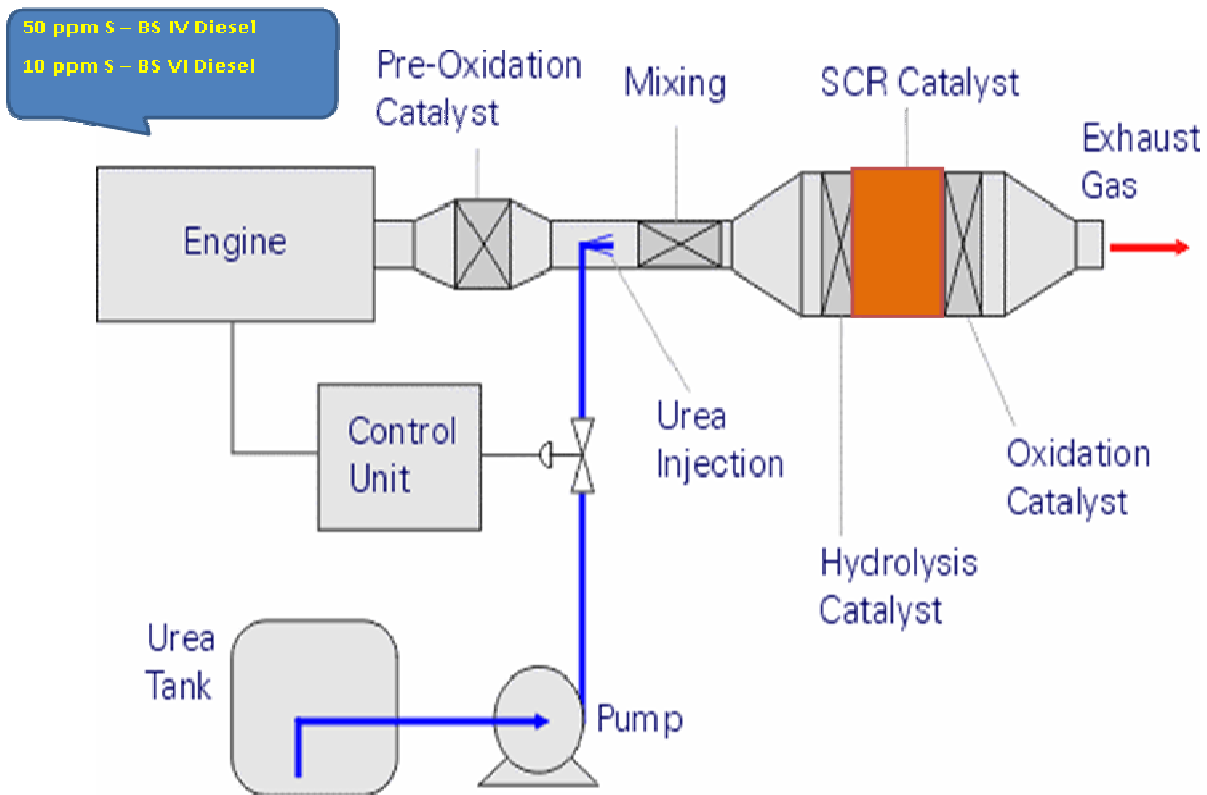 50 ppm S – BS IV Diesel
10 ppm S – BS VI Diesel
Pre-Oxidation
Catalyst
Mixing
SCR Catalyst
Exhaust
Gas
Engine
Control
Unit
Urea
Injection
Oxidation
Catalyst
Hydrolysis
Catalyst
Urea
Tank
Pump